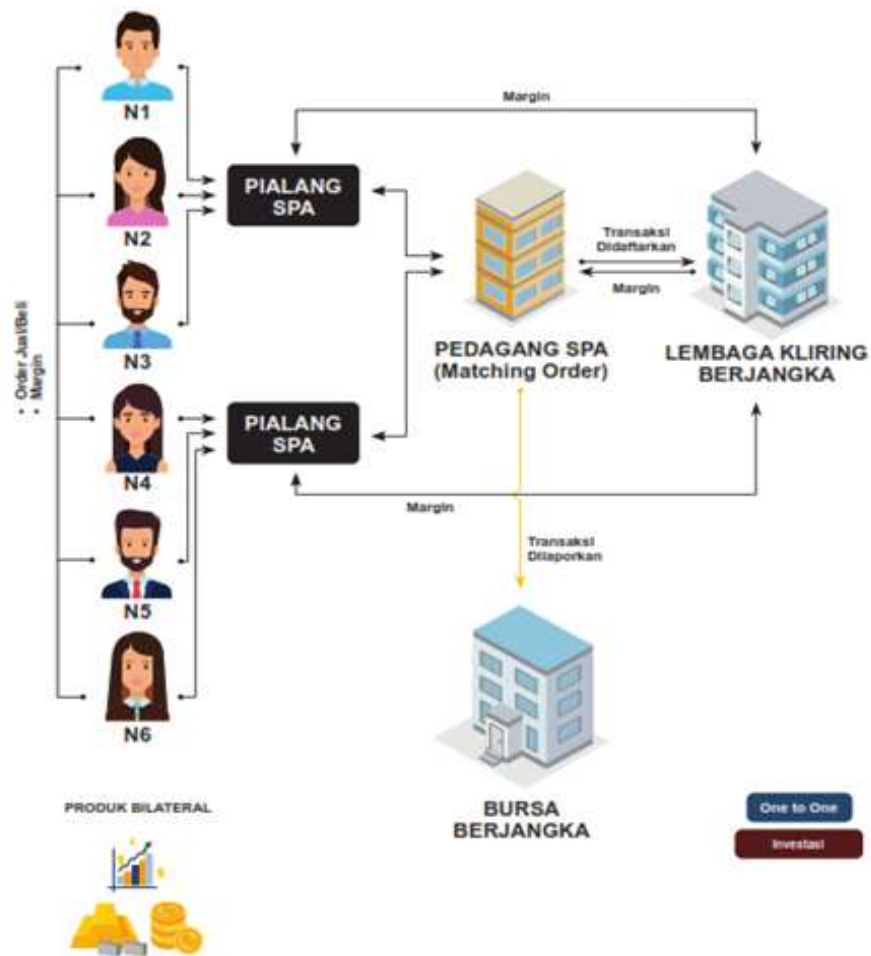 N1
N2
N3
N4
N5
N6
• Order Jual/Beli
• Margin
PIALANG
SPA
PIALANG
SPA
Margin
Transaksi
Didaftarkan
Margin
PEDAGANG SPA
(Matching Order)
LEMBAGA KLIRING
BERJANGKA
Margin
Transaksi
Dilaporkan
BURSA
BERJANGKA
PRODUK BILATERAL
One to One
Investasi